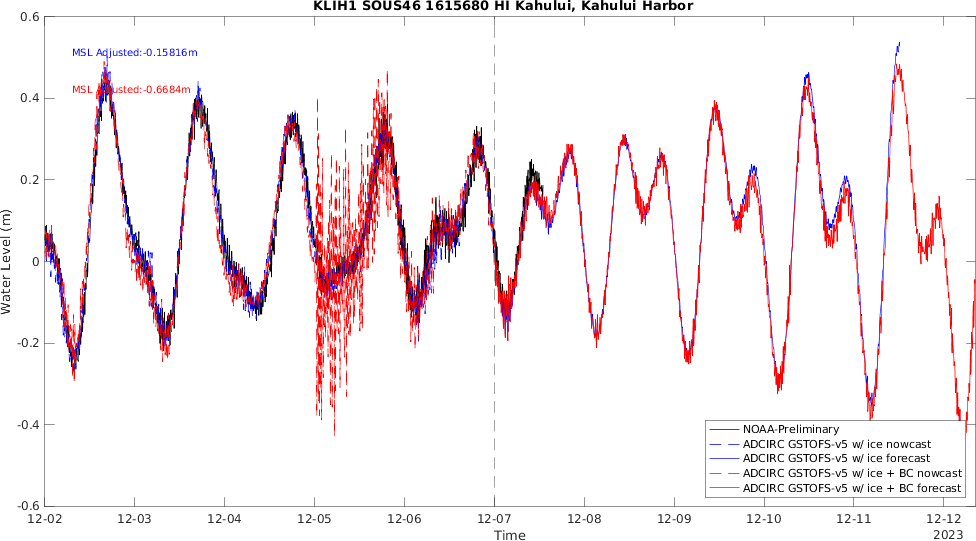 KLIH1 SOUS46 1615680 HI Kahului, Kahului Harbor
0.6
MSL Adjusted:-0.15816m
MSL Adjusted:-0.6684m
0.4
0.2
0
-0.2
-0.4
-0.6
Water Level (m)
NOAA-Preliminary
ADCIRC GSTOFS-v5 w/ ice nowcast
ADCIRC GSTOFS-v5 w/ ice forecast
ADCIRC GSTOFS-v5 w/ ice + BC nowcast
ADCIRC GSTOFS-v5 w/ ice + BC forecast
12-02 12-03 12-04 12-05 12-06 12-07 12-08 12-09 12-10 12-11 12-12
Time 2023